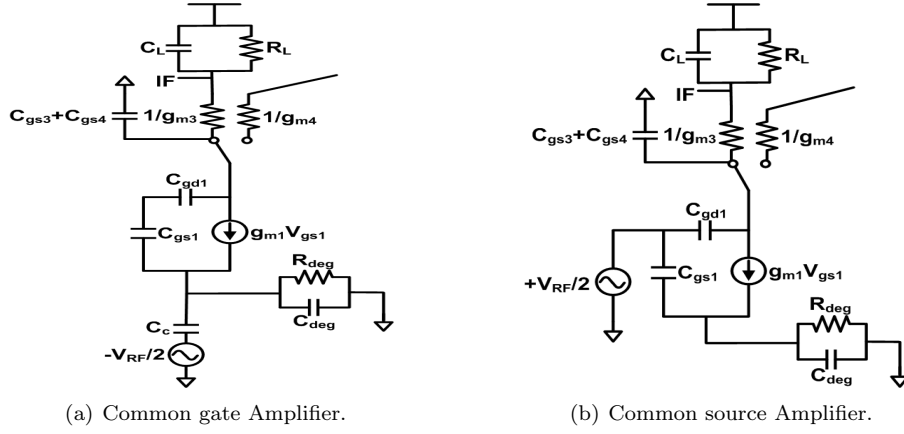 C_L R_L
IF
C_gs3+C_gs4 1/g_m3 1/g_m4
C_gd1
C_gs1 g_m1V_gs1
R_deg
C_deg
C_c
-V_RF/2
(a) Common gate Amplifier.
C_L R_L
IF
C_gs3+C_gs4 1/g_m3 1/g_m4
C_gd1
+V_RF/2 C_gs1 g_m1V_gs1
R_deg
C_deg
(b) Common source Amplifier.